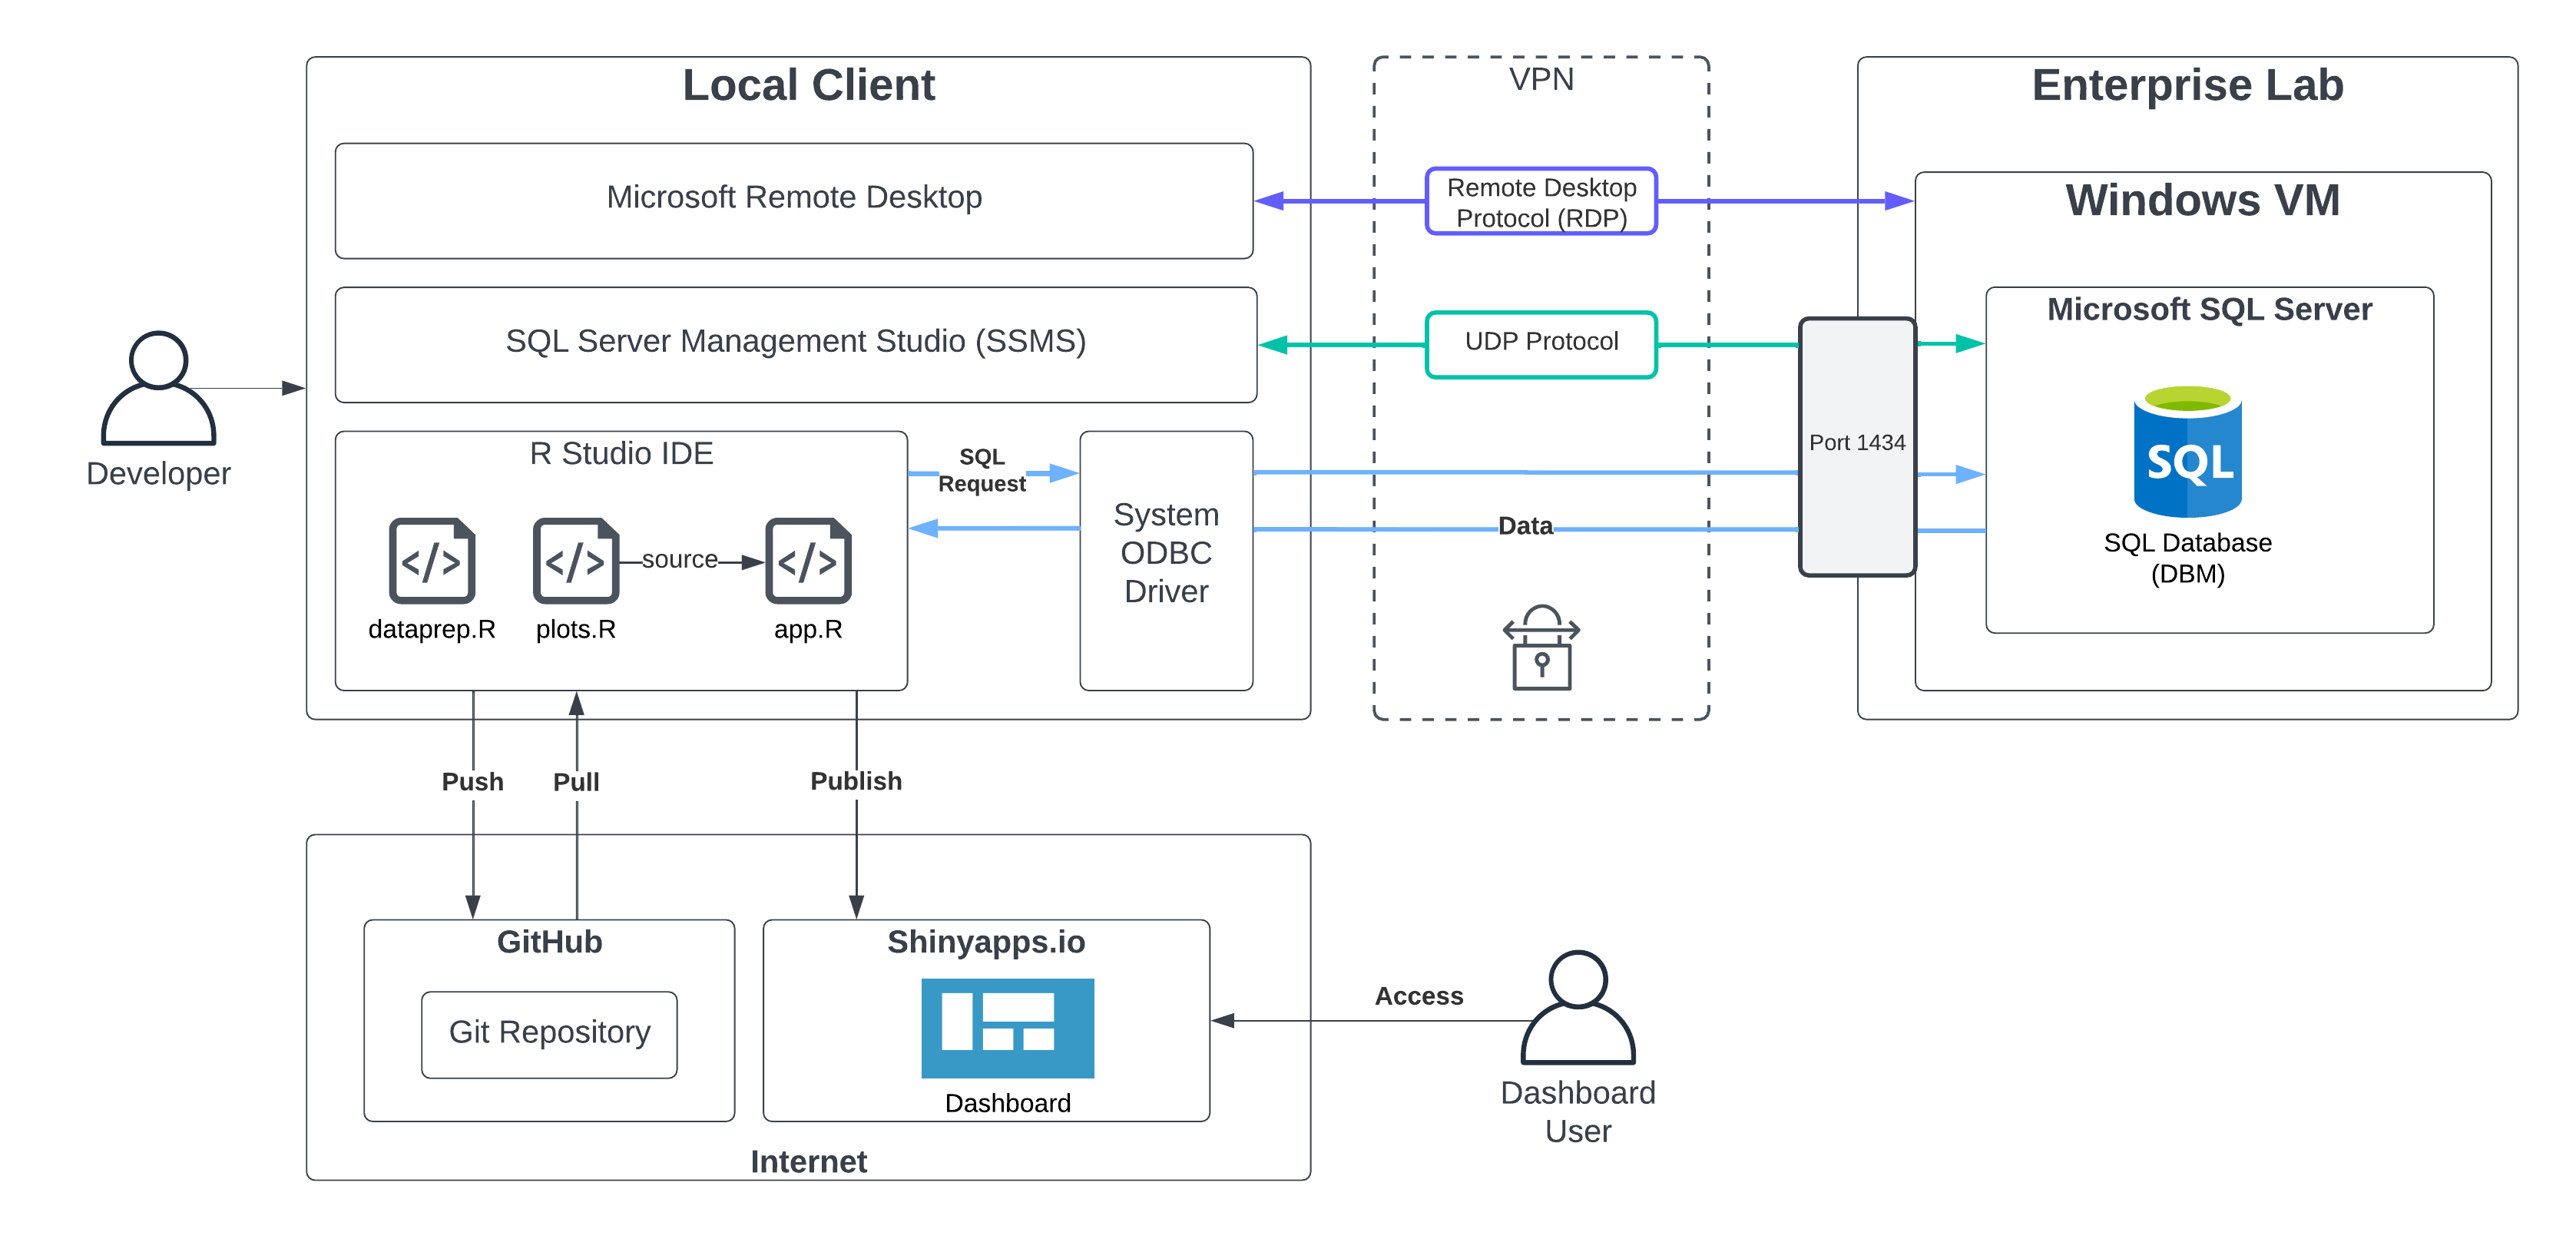 Local Client
VPN
Enterprise Lab
Microsoft Remote Desktop
Remote Desktop
Protocol (RDP)
Windows VM
SQL Server Management Studio (SSMS)
UDP Protocol
Microsoft SQL Server
Developer
R Studio IDE
SQL
Request
System
ODBC
Driver
Data
Port 1434
SQL
SQL Database
(DBM)
</>
</>
source
</>
dataprep.R
plots.R
app.R
Push
Pull
Publish
GitHub
Git Repository
Shinyapps.io
Dashboard
Access
Dashboard
User
Internet